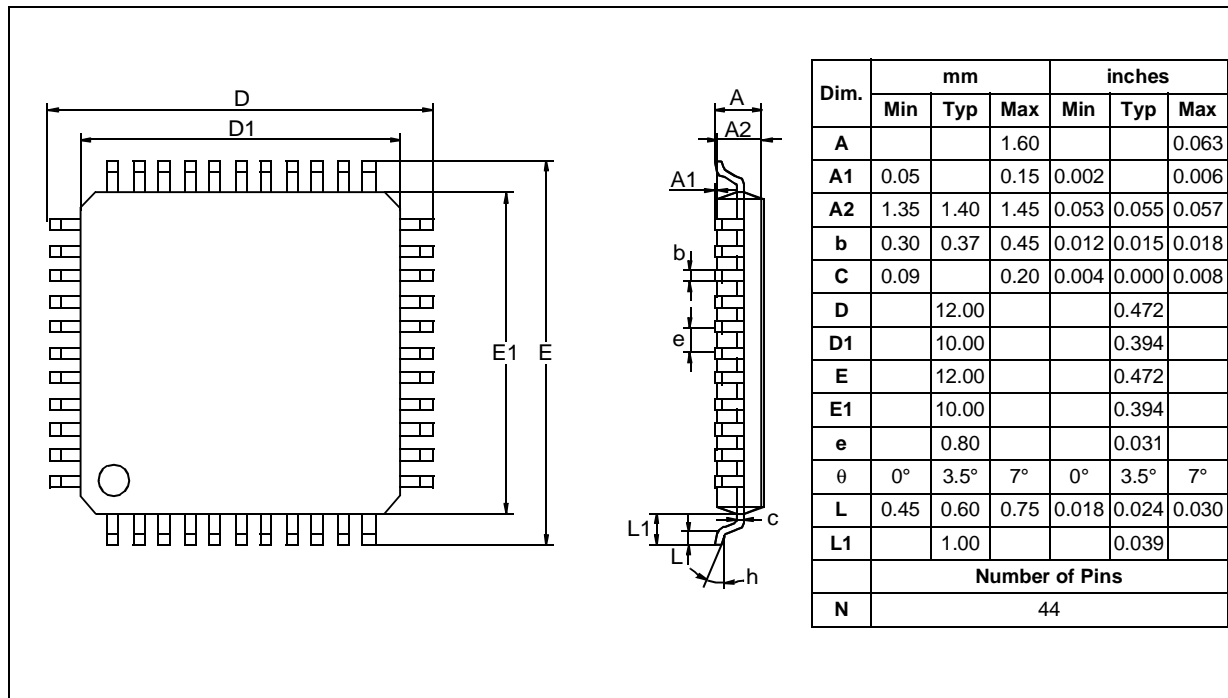 D
D1
E1
E
A
A2
A1
b
e
L1
L
c
h
Dim. mm inches
Min Typ Max Min Typ Max
A 1.60 0.063
A1 0.05 0.15 0.002 0.006
A2 1.35 1.40 1.45 0.053 0.055 0.057
b 0.30 0.37 0.45 0.012 0.015 0.018
C 0.09 0.20 0.004 0.000 0.008
D 12.00 0.472
D1 10.00 0.394
E 12.00 0.472
E1 10.00 0.394
e 0.80 0.031
θ 0° 3.5° 7° 0° 3.5° 7°
L 0.45 0.60 0.75 0.018 0.024 0.030
L1 1.00 0.039
Number of Pins
N 44